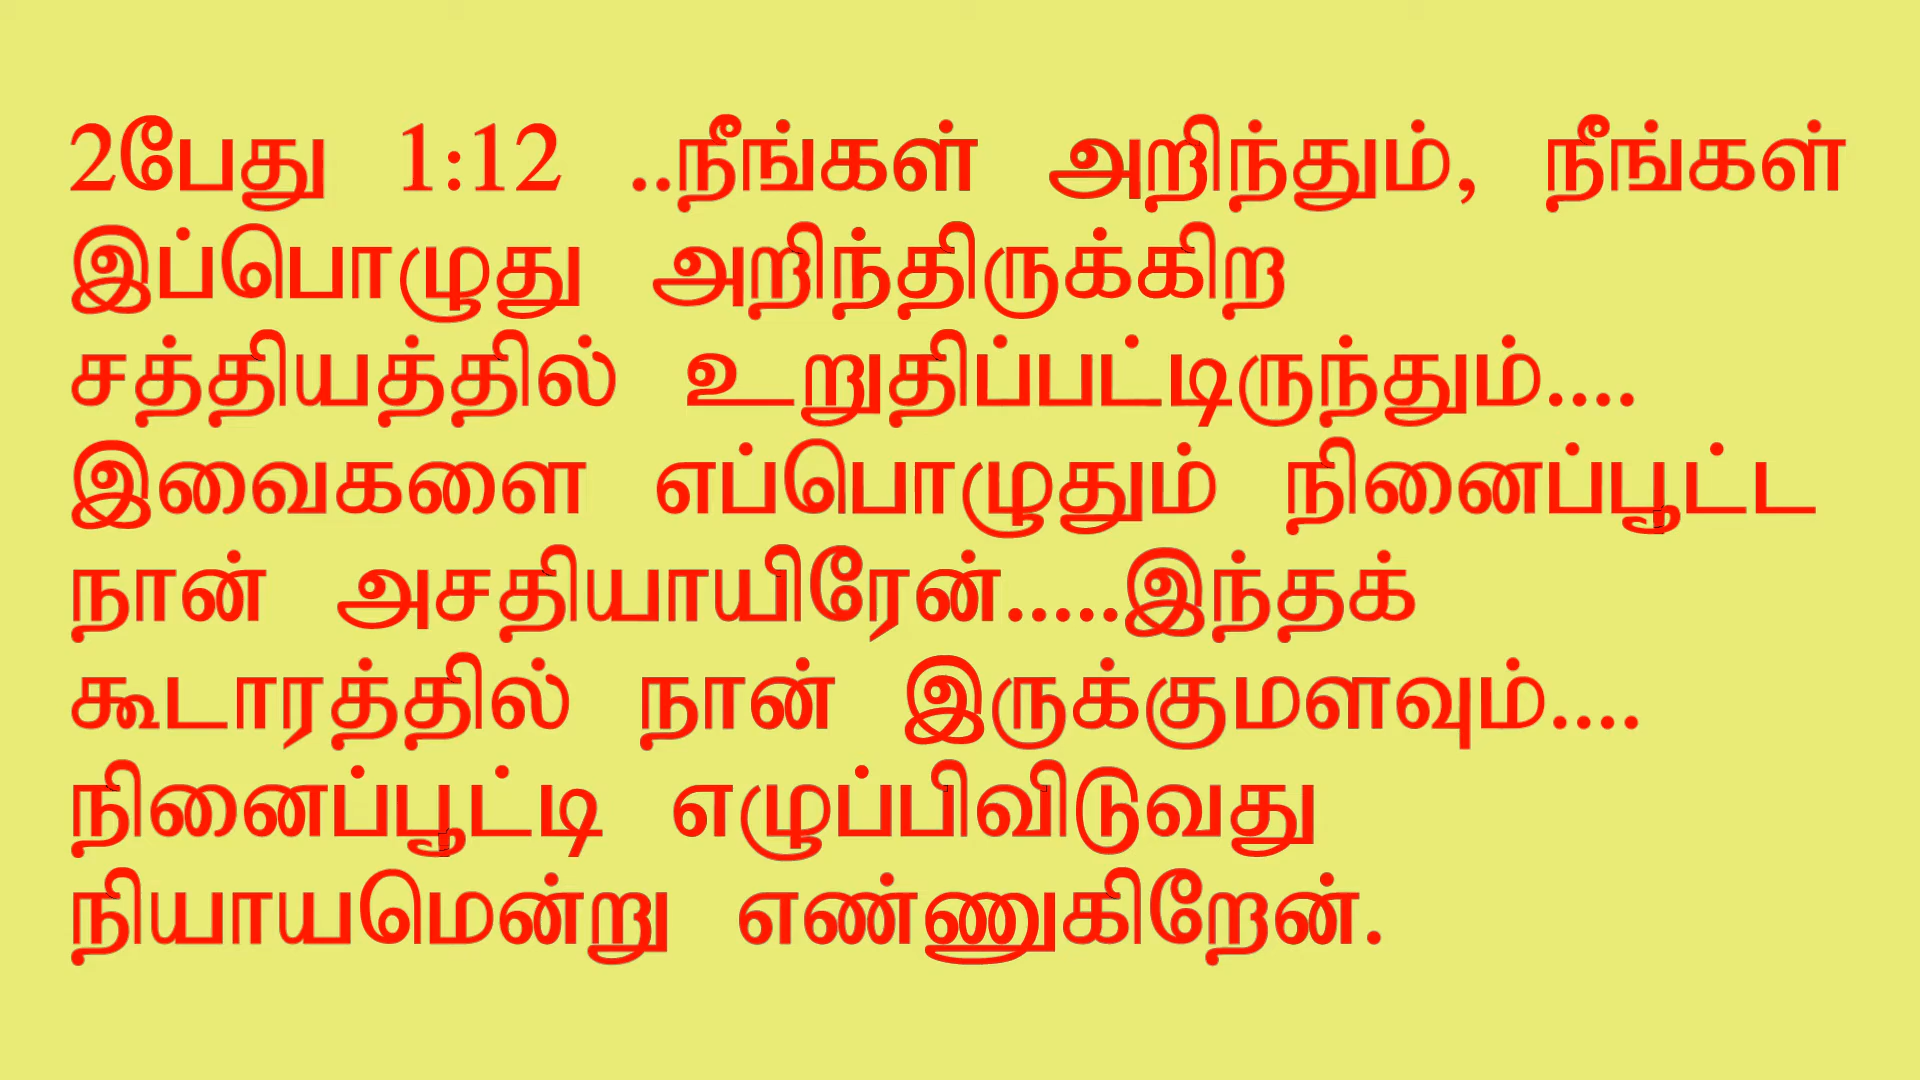 2பேது 1:12 ..நீங்கள் அறிந்தும், நீங்கள்
இப்பொழுது அறிந்திருக்கிற
சத்தியத்தில் உறுதிப்பட்டிருந்தும்....
இவைகளை எப்பொழுதும் நினைப்பூட்ட
நான் அசதியாயிரேன்.....இந்தக்
கூடாரத்தில் நான் இருக்குமளவும்....
நினைப்பூட்டி எழுப்பிவிடுவது
நியாயமென்று எண்ணுகிறேன்.